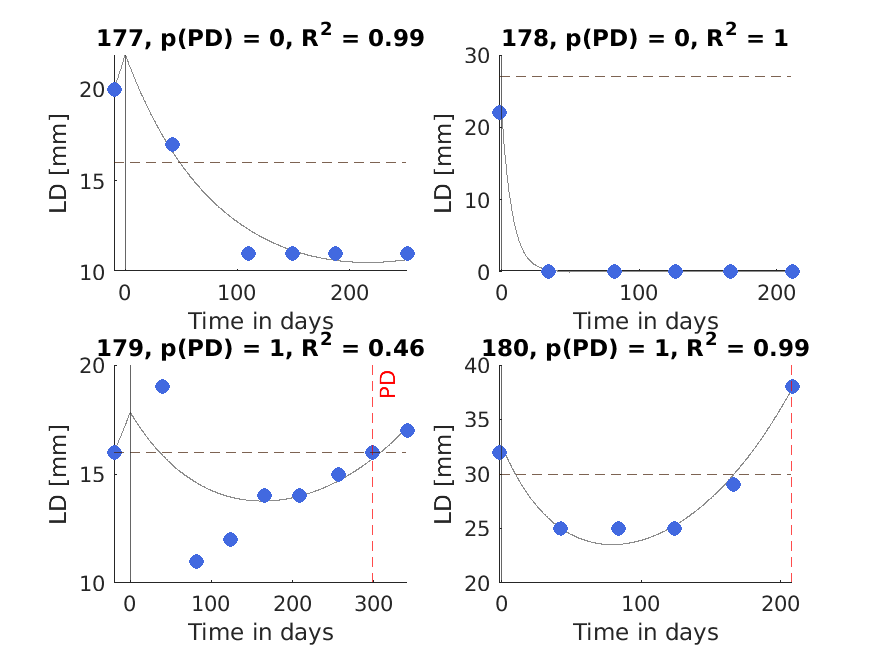 177, p(PD) = 0, R² = 0.99
LD [mm]
20
15
10
0
100
200
Time in days
178, p(PD) = 0, R² = 1
LD [mm]
30
20
10
0
0
100
200
Time in days
179, p(PD) = 1, R² = 0.46
LD [mm]
20
15
10
PD
0
100
200
300
Time in days
180, p(PD) = 1, R² = 0.99
LD [mm]
40
35
30
25
20
0
100
200
Time in days